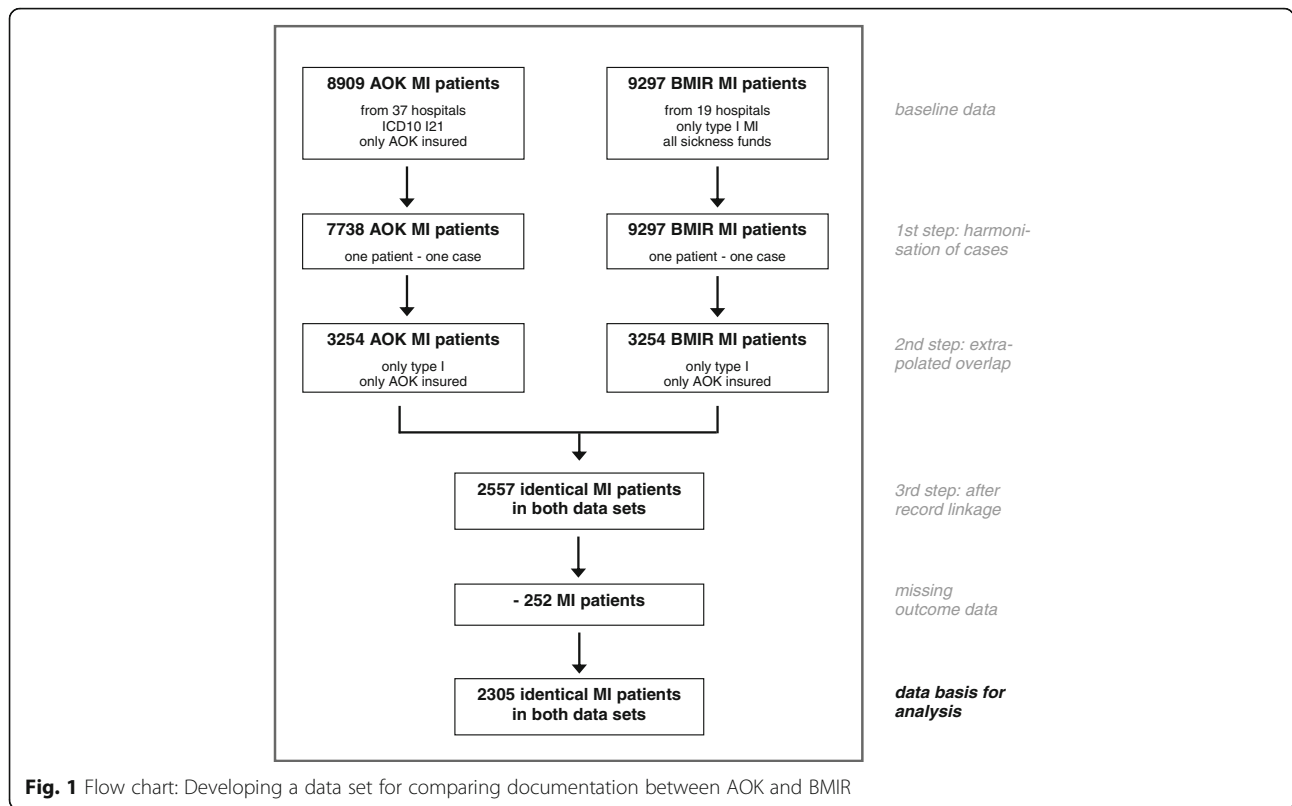 8909 AOK MI patients
from 37 hospitals
ICD10 I21
only AOK insured
9297 BMIR MI patients
from 19 hospitals
only type I MI
all sickness funds
baseline data
7738 AOK MI patients
one patient - one case
9297 BMIR MI patients
one patient - one case
1st step: harmoni-
sation of cases
3254 AOK MI patients
only type I
only AOK insured
3254 BMIR MI patients
only type I
only AOK insured
2nd step: extra-
polated overlap
2557 identical MI patients
in both data sets
3rd step: after
record linkage
- 252 MI patients
missing
outcome data
2305 identical MI patients
in both data sets
data basis for
analysis
Fig. 1 Flow chart: Developing a data set for comparing documentation between AOK and BMIR